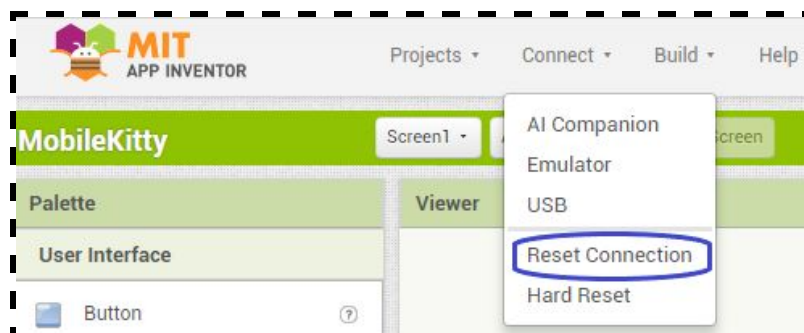 MIT
APP INVENTOR
Projects Connect Build Help
MobileKitty
Screen1 Screen
AI Companion
Emulator
USB
Reset Connection
Hard Reset
Palette
Viewer
User Interface
Button ?